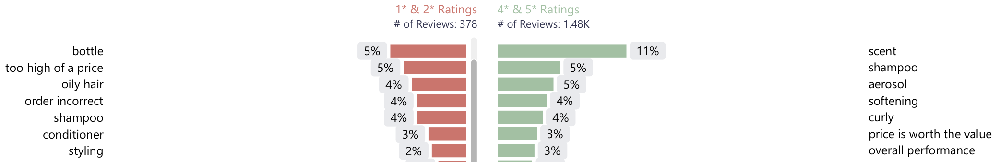 1* & 2* Ratings 4* & 5* Ratings
# of Reviews: 378 # of Reviews: 1.48K
bottle 5% 11% scent
too high of a price 5% 5% shampoo
oily hair 4% 5% aerosol
order incorrect 4% 4% softening
shampoo 4% 4% curly
conditioner 3% 3% price is worth the value
styling 2% 3% overall performance